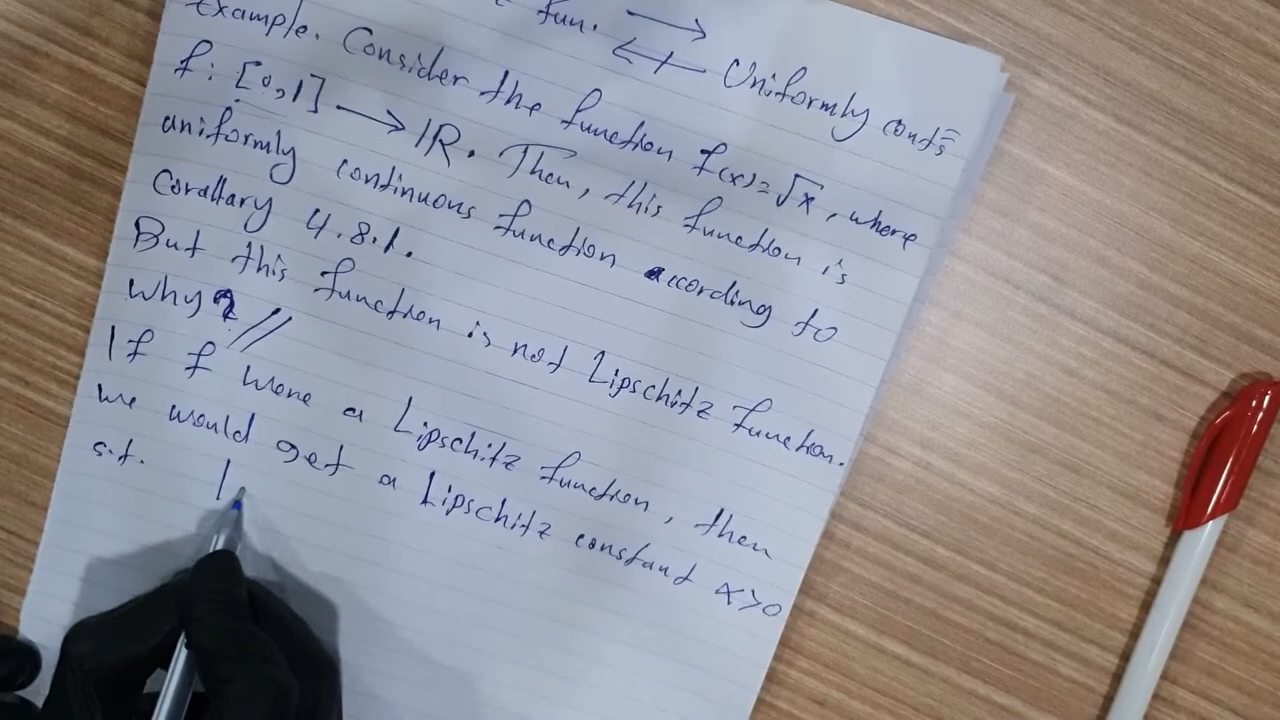 Fun. ⟶
⟵/ Uniformly conts
Example. Consider the function f(x)=√x, where
f: [0,1] ⟶ IR. Then, this function is
uniformly continuous function according to
Corallary 4.8.1.
But this function is not Lipschitz function.
Why? //
If f were a Lipschitz function, then
we would get a Lipschitz constant α>0
s.t. |